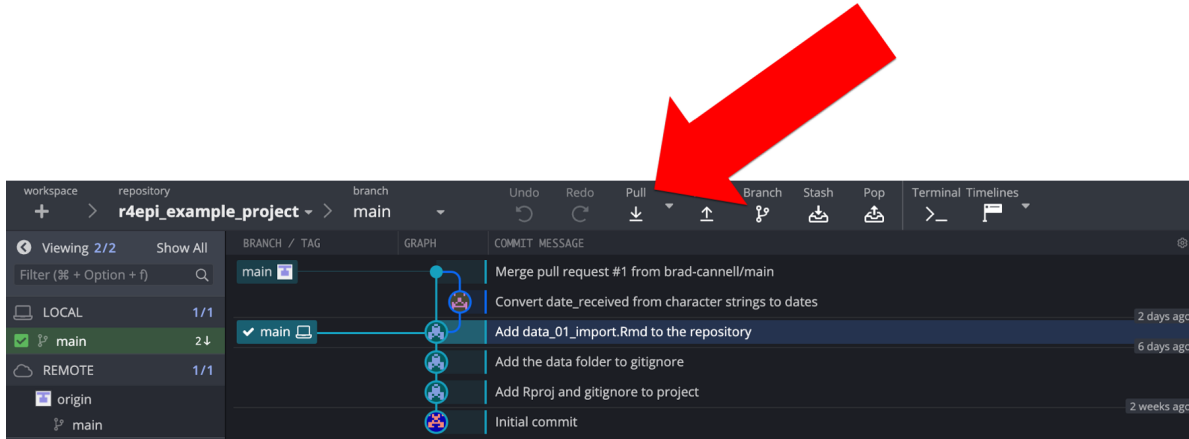 workspace repository branch Undo Redo Pull Branch Stash Pop Terminal Timelines
r4epi_example_project main
Viewing 2/2 Show All BRANCH / TAG GRAPH COMMIT MESSAGE
Filter (⌘ + Option + f) main Merge pull request #1 from brad-cannell/main
Convert date_received from character strings to dates
LOCAL 1/1 2 days ago
main 2↓ main Add data_01_import.Rmd to the repository
6 days ago
REMOTE 1/1 Add the data folder to gitignore
origin Add Rproj and gitignore to project
2 weeks ago
main Initial commit